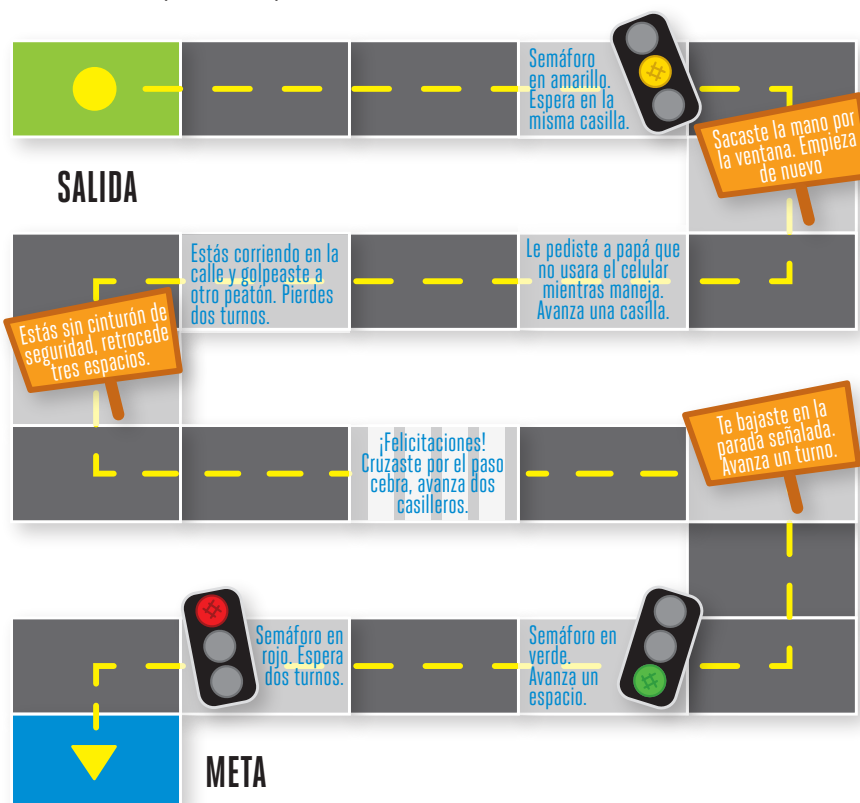 Semáforo
en amarillo.
Espera en la
misma casilla.
Sacaste la mano por
la ventana. Empieza
de nuevo
SALIDA
Estás corriendo en la
calle y golpeaste a
otro peatón. Pierdes
dos turnos.
Le pediste a papá que
no usara el celular
mientras maneja.
Avanza una casilla.
Estás sin cinturón de
seguridad, retrocede
tres espacios.
¡Felicitaciones!
Cruzaste por el paso
cebra, avanza dos
casilleros.
Te bajaste en la
parada señalada.
Avanza un turno.
Semáforo en
rojo. Espera
dos turnos.
Semáforo en
verde.
Avanza un
espacio.
META